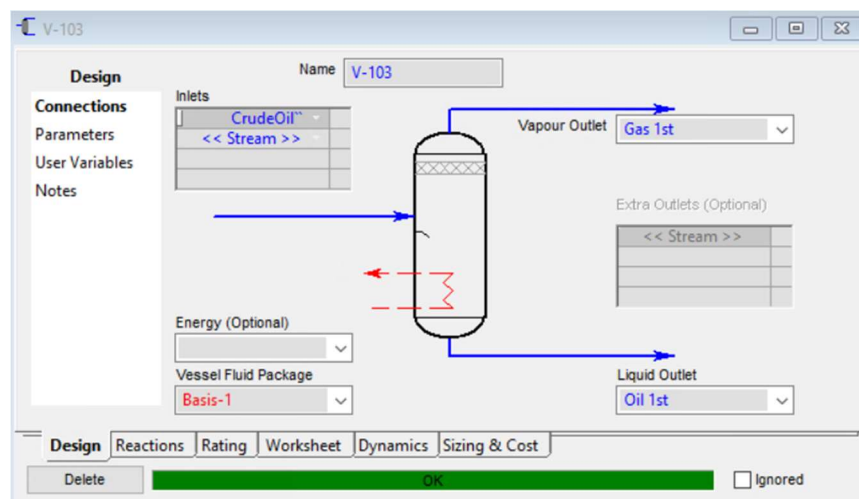 V-103
Design
Connections
Parameters
User Variables
Notes
Name V-103
Inlets
CrudeOil``
<< Stream >>
Vapour Outlet Gas 1st
Extra Outlets (Optional)
<< Stream >>
Energy (Optional)
Vessel Fluid Package
Basis-1
Liquid Outlet
Oil 1st
Design Reactions Rating Worksheet Dynamics Sizing & Cost
Delete OK Ignored